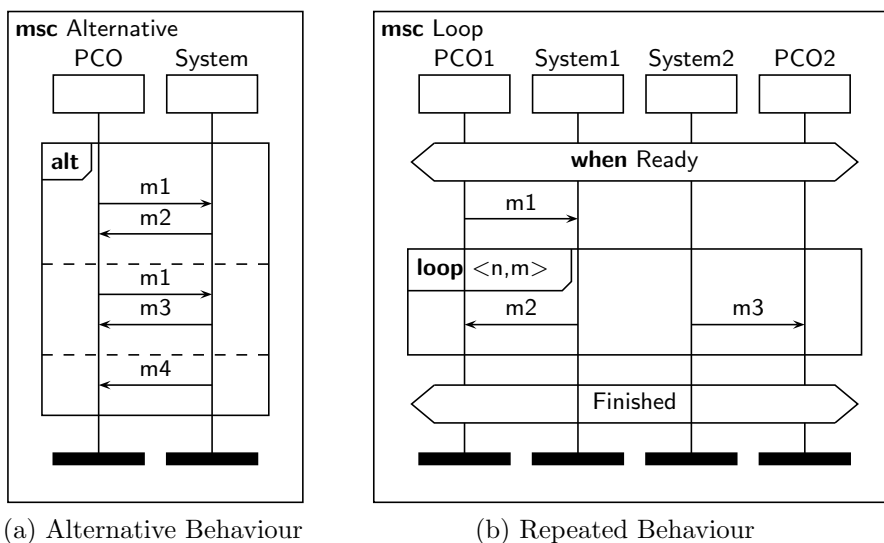 msc Alternative
PCO System
alt
m1
m2
m1
m3
m4
(a) Alternative Behaviour
msc Loop
PCO1 System1 System2 PCO2
when Ready
m1
loop <n,m>
m2 m3
Finished
(b) Repeated Behaviour